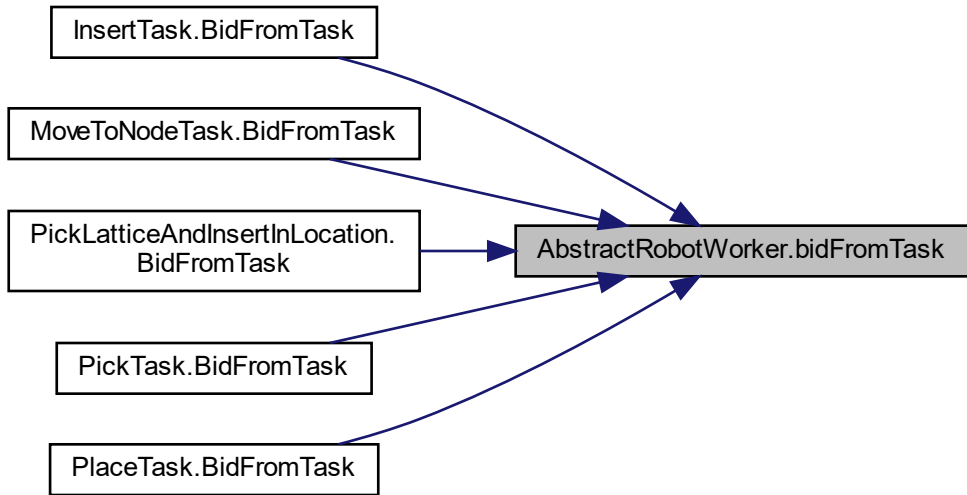 InsertTask.BidFromTask
MoveToNodeTask.BidFromTask
PickLatticeAndInsertInLocation.
BidFromTask
AbstractRobotWorker.bidFromTask
PickTask.BidFromTask
PlaceTask.BidFromTask